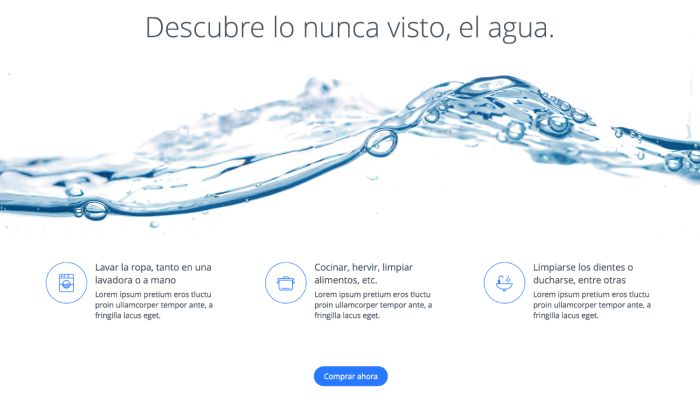 Descubre lo nunca visto, el agua.
Lavar la ropa, tanto en una
lavadora o a mano
Lorem ipsum pretium eros tluctu
proin ullamcorper tempor ante, a
fringilla lacus eget.
Cocinar, hervir, limpiar
alimentos, etc.
Lorem ipsum pretium eros tluctu
proin ullamcorper tempor ante, a
fringilla lacus eget.
Limpiarse los dientes o
ducharse, entre otras
Lorem ipsum pretium eros tluctu
proin ullamcorper tempor ante, a
fringilla lacus eget.
Comprar ahora